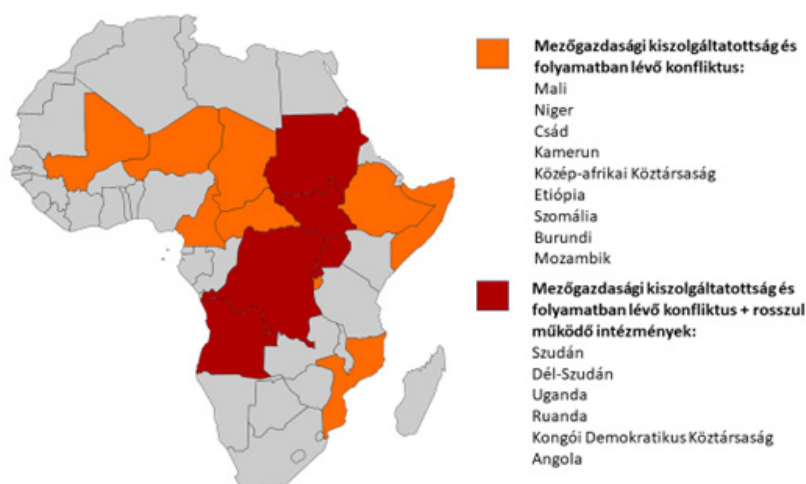 Mezőgazdasági kiszolgáltatottság és
folyamatban lévő konfliktus:
Mali
Niger
Csád
Kamerun
Közép-afrikai Köztársaság
Etiópia
Szomália
Burundi
Mozambik
Mezőgazdasági kiszolgáltatottság és
folyamatban lévő konfliktus + rosszul
működő intézmények:
Szudán
Dél-Szudán
Uganda
Ruanda
Kongói Demokratikus Köztársaság
Angola